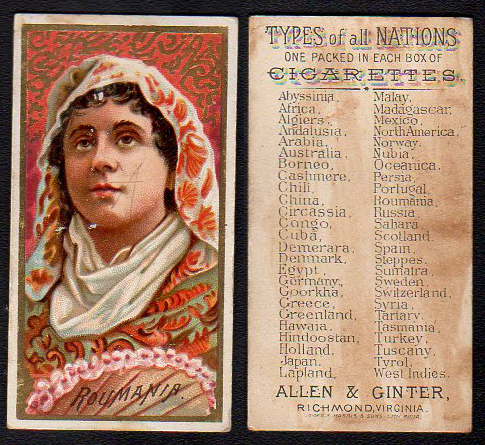 ROUMANIA.
TYPES of all NATIONS
ONE PACKED IN EACH BOX OF
CIGARETTES.
Abyssinia.
Africa.
Algiers.
Andalusia.
Arabia.
Australia.
Borneo.
Cashmere.
Chili.
China.
Circassia.
Congo.
Cuba.
Demerara.
Denmark.
Egypt.
Germany.
Goorkha.
Greece.
Greenland.
Hawaia.
Hindoostan.
Holland.
Japan.
Lapland.
Malay.
Madagascar.
Mexico.
North America.
Norway.
Nubia.
Oceanica.
Persia.
Portugal.
Roumania.
Russia.
Sahara.
Scotland.
Spain.
Steppes.
Sumatra
Sweden.
Switzerland.
Syria.
Tartary.
Tasmania.
Turkey.
Tuscany.
Tyrol.
West Indies.
ALLEN & GINTER,
RICHMOND, VIRGINIA.
HARRIS & SONS